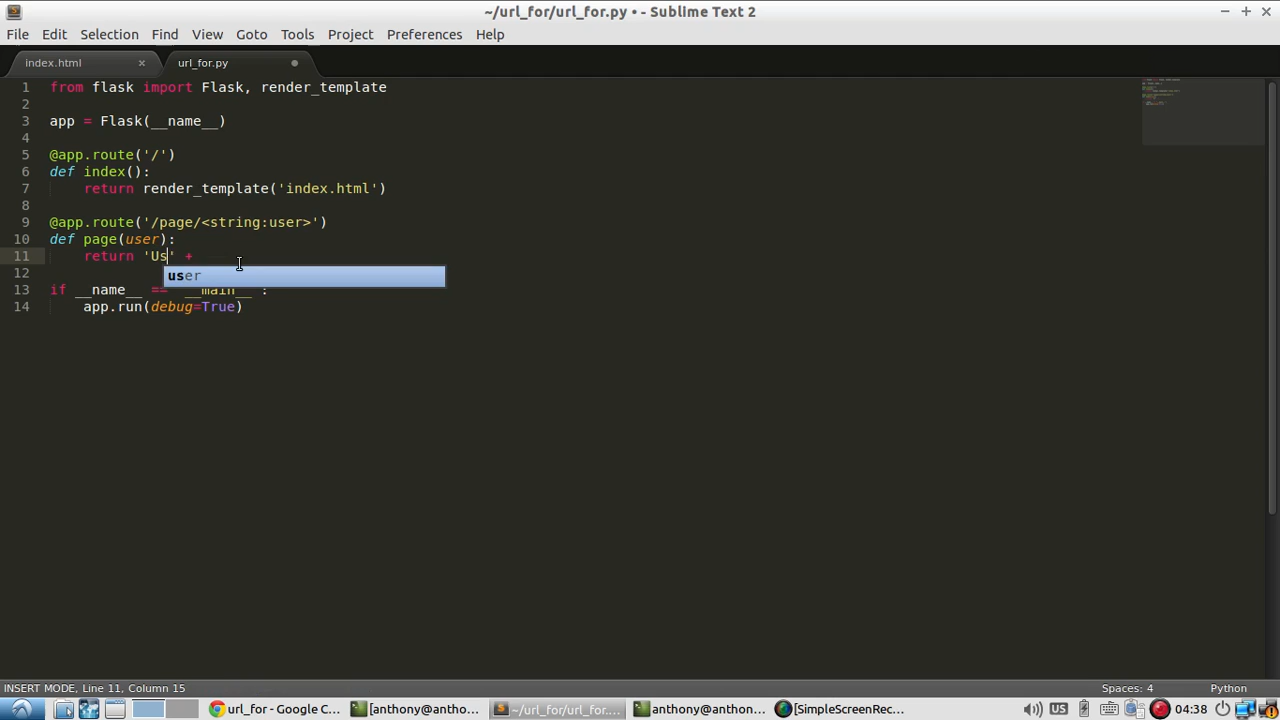 ~/url_for/url_for.py • - Sublime Text 2
File Edit Selection Find View Goto Tools Project Preferences Help
index.html × url_for.py
1 from flask import Flask, render_template
2
3 app = Flask(__name__)
4
5 @app.route('/')
6 def index():
7 return render_template('index.html')
8
9 @app.route('/page/<string:user>')
10 def page(user):
11 return 'Us' +
user
12
13 if __name__ == '__main__':
14 app.run(debug=True)
INSERT MODE, Line 11, Column 15 Spaces: 4 Python
url_for - Google C... [anthony@antho... ~/url_for/url_for.... anthony@anthon... [SimpleScreenRec... US 04:38